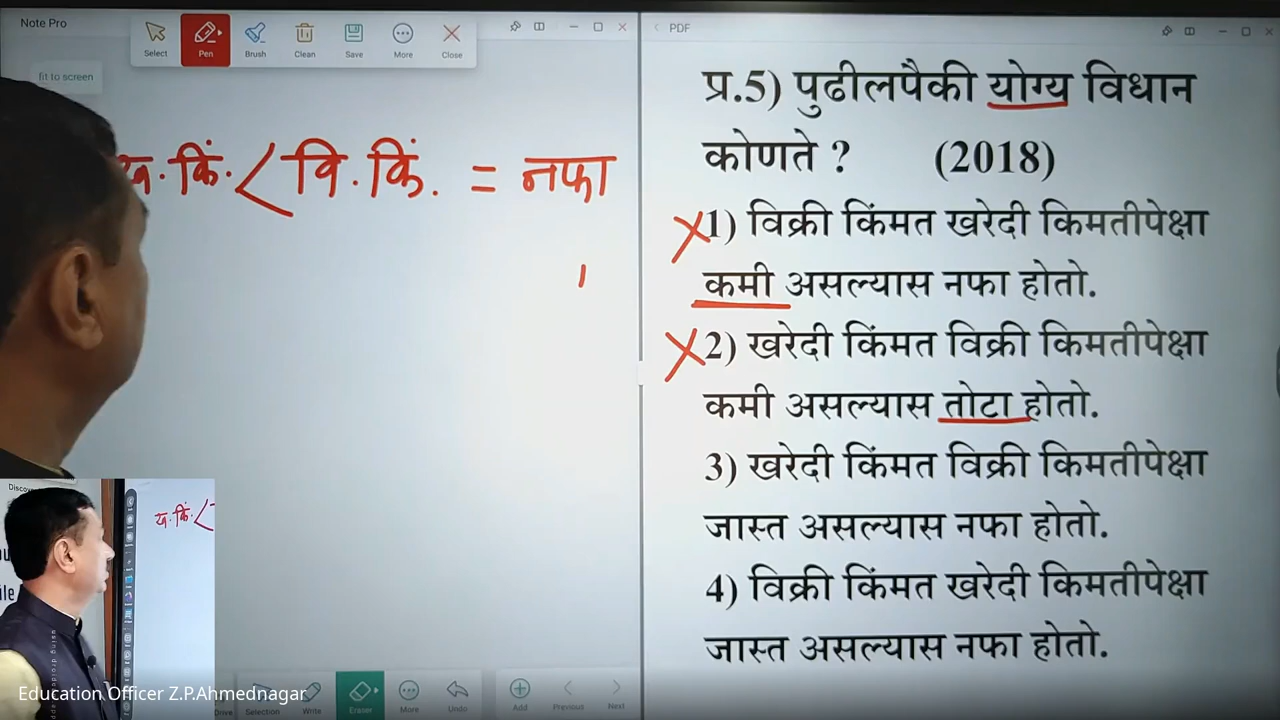 Note Pro
Select Pen Brush Clean Save More Close
PDF
fit to screen
ख. किं. < वि. किं. = नफा
प्र.5) पुढीलपैकी योग्य विधान
कोणते ? (2018)
1) विक्री किंमत खरेदी किमतीपेक्षा
कमी असल्यास नफा होतो.
2) खरेदी किंमत विक्री किमतीपेक्षा
कमी असल्यास तोटा होतो.
3) खरेदी किंमत विक्री किमतीपेक्षा
जास्त असल्यास नफा होतो.
4) विक्री किंमत खरेदी किमतीपेक्षा
जास्त असल्यास नफा होतो.
ख. किं. <
Drive Selection Write Eraser More Undo Add Previous Next
Education Officer Z.P.Ahmednagar